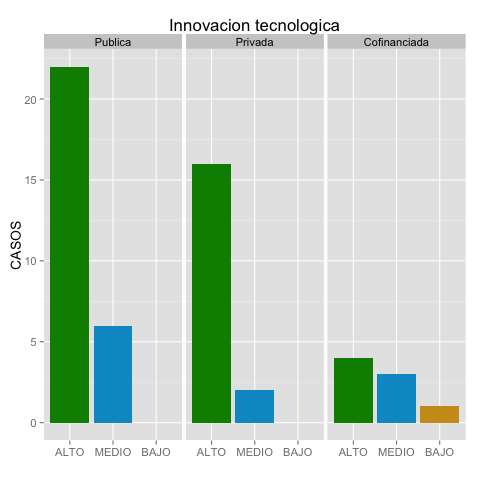 Innovacion tecnologica
Publica Privada Cofinanciada
CASOS
20
15
10
5
0
ALTO MEDIO BAJO ALTO MEDIO BAJO ALTO MEDIO BAJO